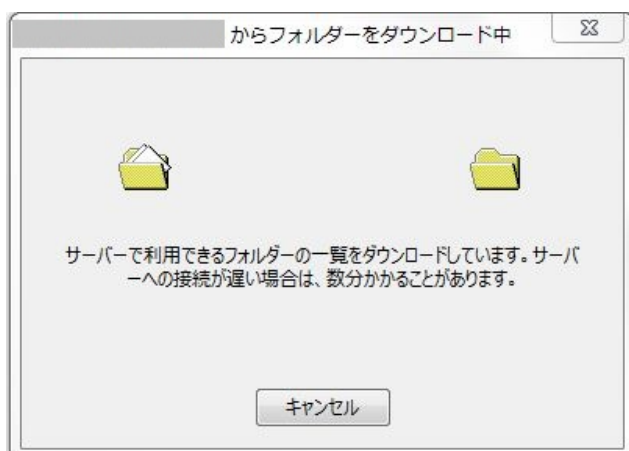 からフォルダーをダウンロード中
サーバーで利用できるフォルダーの一覧をダウンロードしています。サーバ
ーへの接続が遅い場合は、数分かかることがあります。
キャンセル